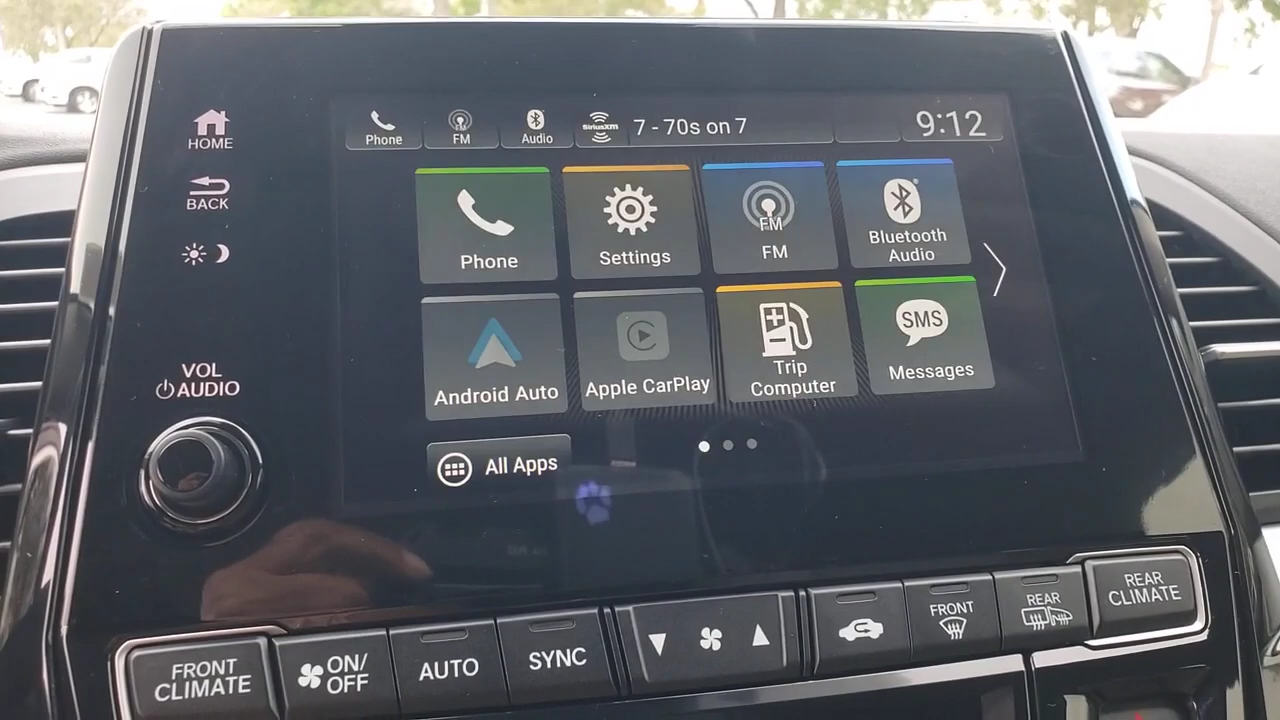 HOME
BACK
VOL
AUDIO
Phone
FM
Audio
SiriusXM
7 - 70s on 7
9:12
Phone
Settings
FM
FM
Bluetooth
Audio
Android Auto
Apple CarPlay
Trip
Computer
SMS
Messages
All Apps
FRONT
CLIMATE
ON/
OFF
AUTO
SYNC
FRONT
REAR
REAR
CLIMATE